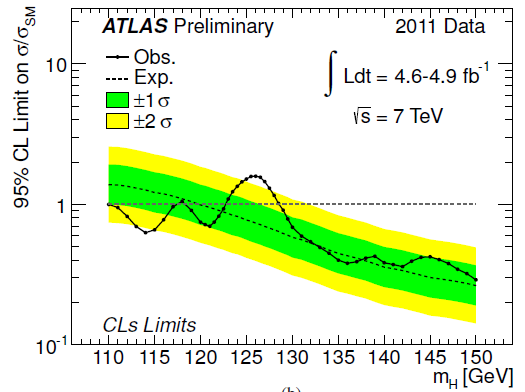 ATLAS Preliminary
2011 Data
Obs.
Exp.
±1 σ
±2 σ
∫ Ldt = 4.6-4.9 fb⁻¹
√s = 7 TeV
95% CL Limit on σ/σSM
10
1
10⁻¹
CLs Limits
110 115 120 125 130 135 140 145 150
mH [GeV]